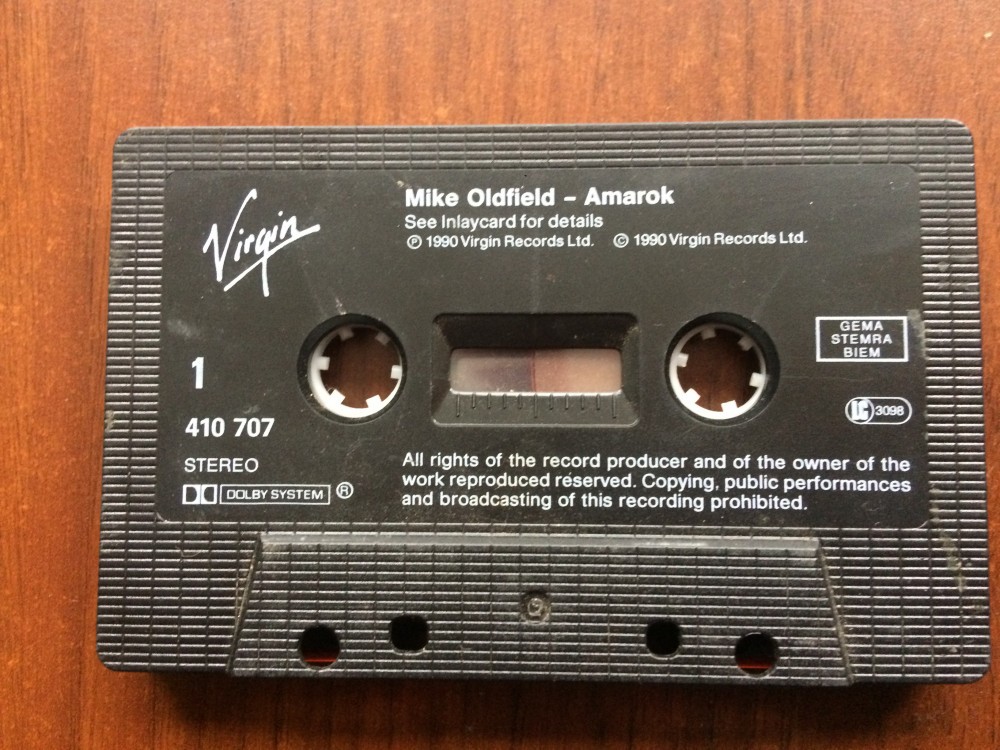 Virgin
Mike Oldfield – Amarok
See Inlaycard for details
℗ 1990 Virgin Records Ltd. © 1990 Virgin Records Ltd.
GEMA
STEMRA
BIEM
1
LC 3098
410 707
STEREO
DOLBY SYSTEM ®
All rights of the record producer and of the owner of the
work reproduced reserved. Copying, public performances
and broadcasting of this recording prohibited.